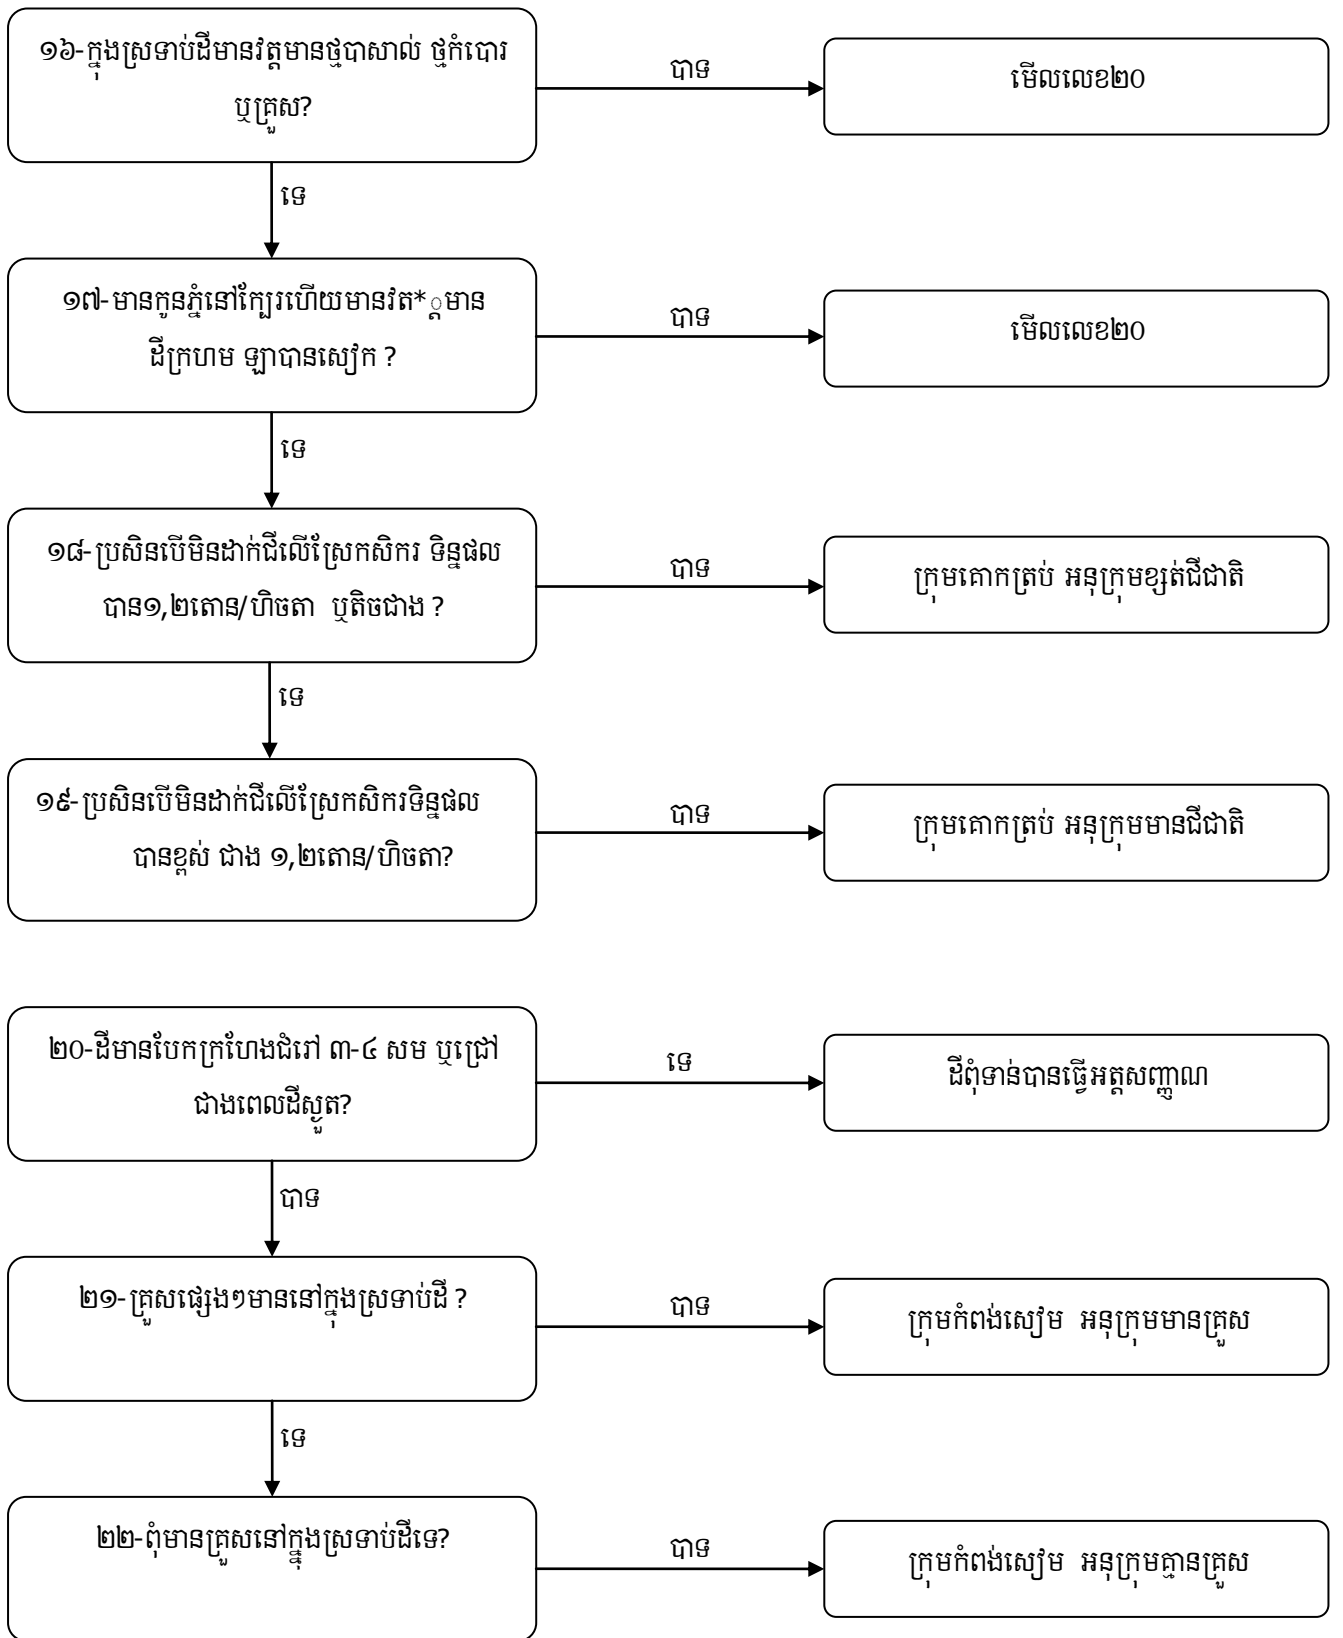 ១៦-ក្នុងស្រទាប់ដីមានវត្តមានថ្មបាសាល់ ថ្មកំបោរ
ឬគ្រួស?
បាទ
មើលលេខ២0
ទេ
១៧-មានកូនភ្នំនៅក្បែរហើយមានវត*្តមាន
ដីក្រហម ឡាបានសៀក ?
បាទ
មើលលេខ២0
ទេ
១៨-ប្រសិនបើមិនដាក់ជីលើស្រែកសិករ ទិន្នផល
បាន១,២តោន/ហិចតា ឬតិចជាង ?
បាទ
ក្រុមគោកត្រប់ អនុក្រុមខ្សត់ជីជាតិ
ទេ
១៩-ប្រសិនបើមិនដាក់ជីលើស្រែកសិករទិន្នផល
បានខ្ពស់ ជាង ១,២តោន/ហិចតា?
បាទ
ក្រុមគោកត្រប់ អនុក្រុមមានជីជាតិ
២0-ដីមានបែកក្រហែងជំរៅ ៣-៤ សម ឬជ្រៅ
ជាងពេលដីស្ងួត?
ទេ
ដីពុំទាន់បានធ្វើអត្តសញ្ញាណ
បាទ
២១-គ្រួសផ្សេងៗមាននៅក្នុងស្រទាប់ដី ?
បាទ
ក្រុមកំពង់សៀម អនុក្រុមមានគ្រួស
ទេ
២២-ពុំមានគ្រួសនៅក្នុងស្រទាប់ដីទេ?
បាទ
ក្រុមកំពង់សៀម អនុក្រុមគ្មានគ្រួស